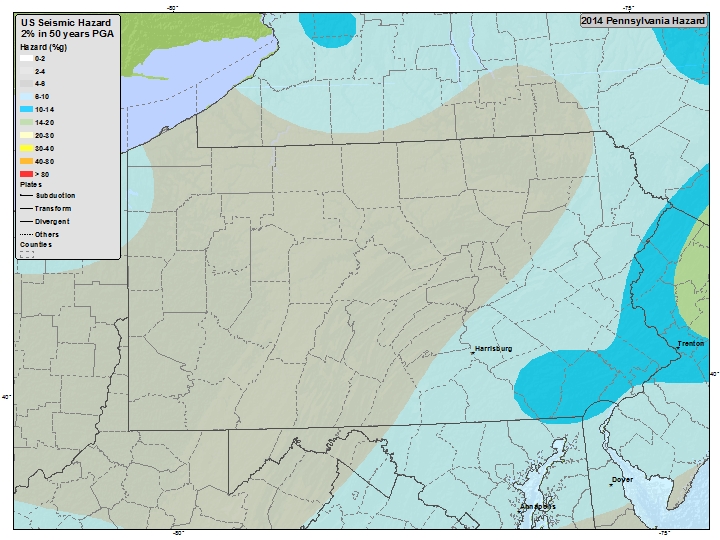 -80°
-75°
US Seismic Hazard
2% in 50 years PGA
2014 Pennsylvania Hazard
Hazard (%g)
0-2
2-4
4-6
6-10
10-14
14-20
20-30
30-40
40-80
> 80
Plates
Subduction
Transform
Divergent
Others
Counties
Trenton
Harrisburg
40°
40°
Dover
Annapolis
-80°
-75°